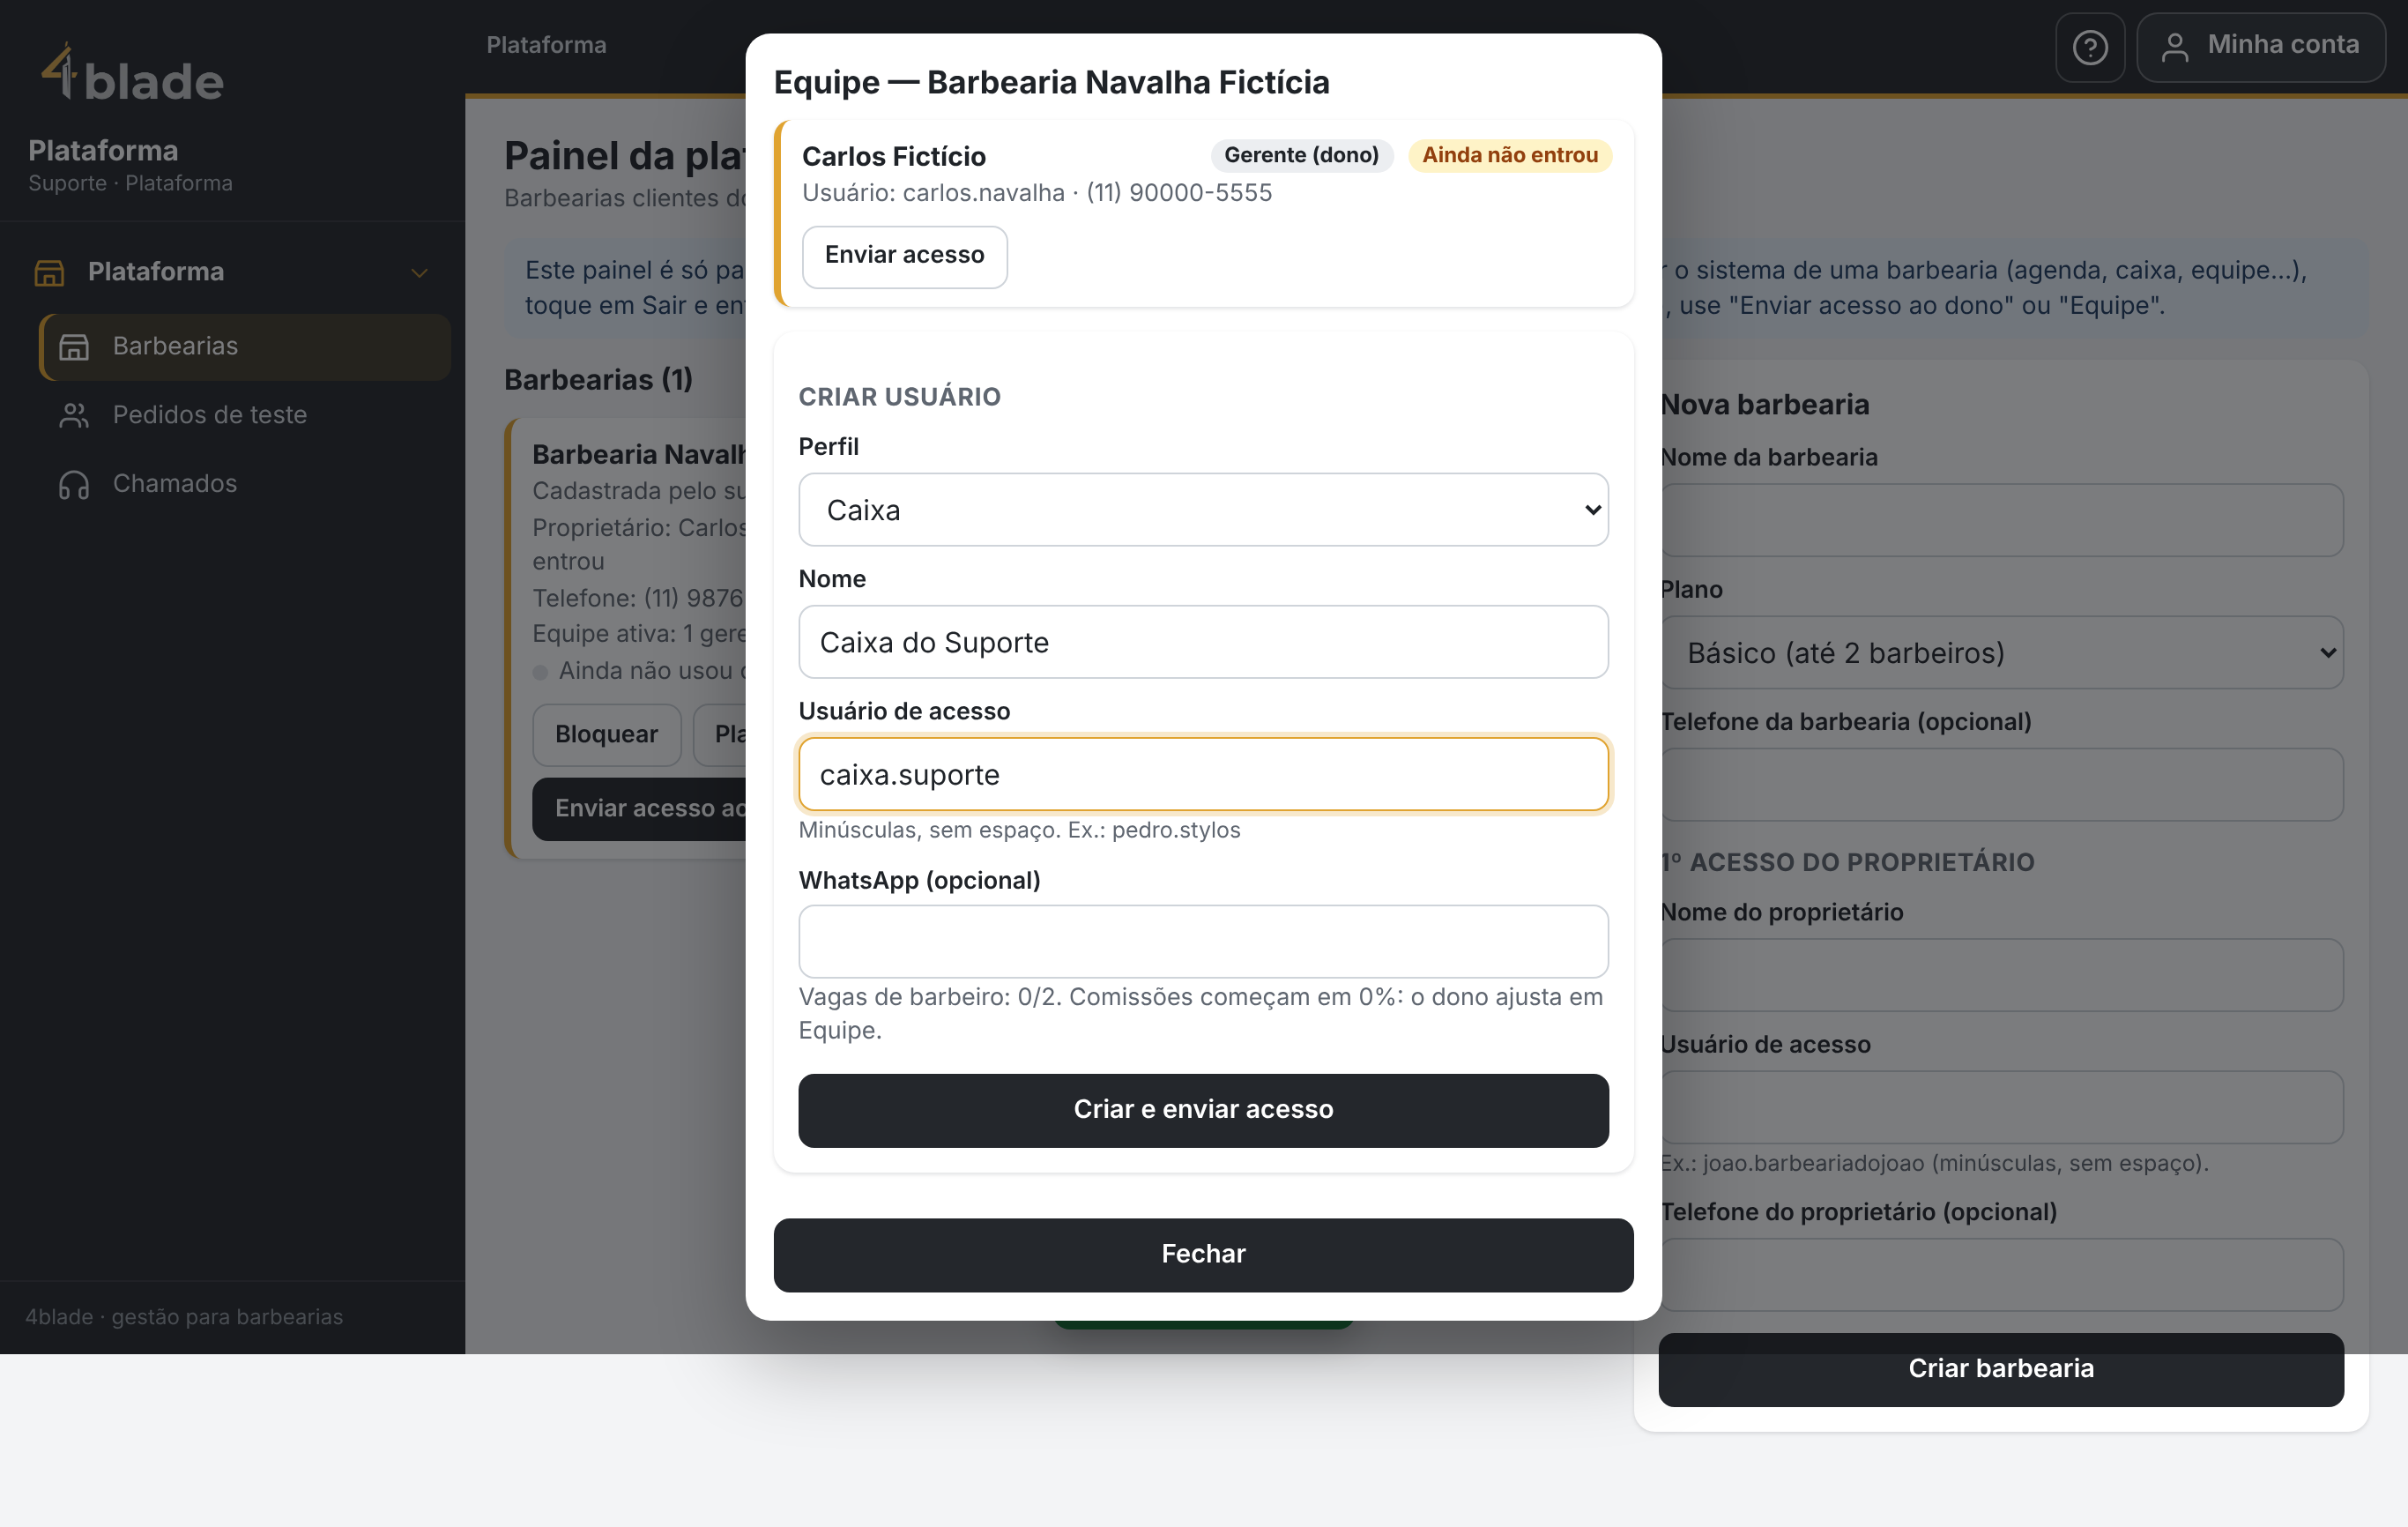 4blade
Plataforma
Suporte · Plataforma
Plataforma
Barbearias
Pedidos de teste
Chamados
4blade · gestão para barbearias
Plataforma
Minha conta
Painel da
Barbearias clientes
Este painel é só
toque em Sair e
o sistema de uma barbearia (agenda, caixa, equipe...),
, use "Enviar acesso ao dono" ou "Equipe".
Barbearias (1)
Barbearia
Cadastrada pelo
Proprietário: Carlos
entrou
Telefone: (11) 9876
Equipe ativa: 1
Ainda não usou
Bloquear
Enviar acesso
Equipe — Barbearia Navalha Fictícia
Carlos Fictício
Gerente (dono)
Ainda não entrou
Usuário: carlos.navalha · (11) 90000-5555
Enviar acesso
CRIAR USUÁRIO
Perfil
Caixa
Nome
Caixa do Suporte
Usuário de acesso
caixa.suporte
Minúsculas, sem espaço. Ex.: pedro.stylos
WhatsApp (opcional)
Vagas de barbeiro: 0/2. Comissões começam em 0%: o dono ajusta em
Equipe.
Criar e enviar acesso
Fechar
Nova barbearia
Nome da barbearia
Plano
Básico (até 2 barbeiros)
Telefone da barbearia (opcional)
1º ACESSO DO PROPRIETÁRIO
Nome do proprietário
Usuário de acesso
Ex.: joao.barbeariadojoao (minúsculas, sem espaço).
Telefone do proprietário (opcional)
Criar barbearia